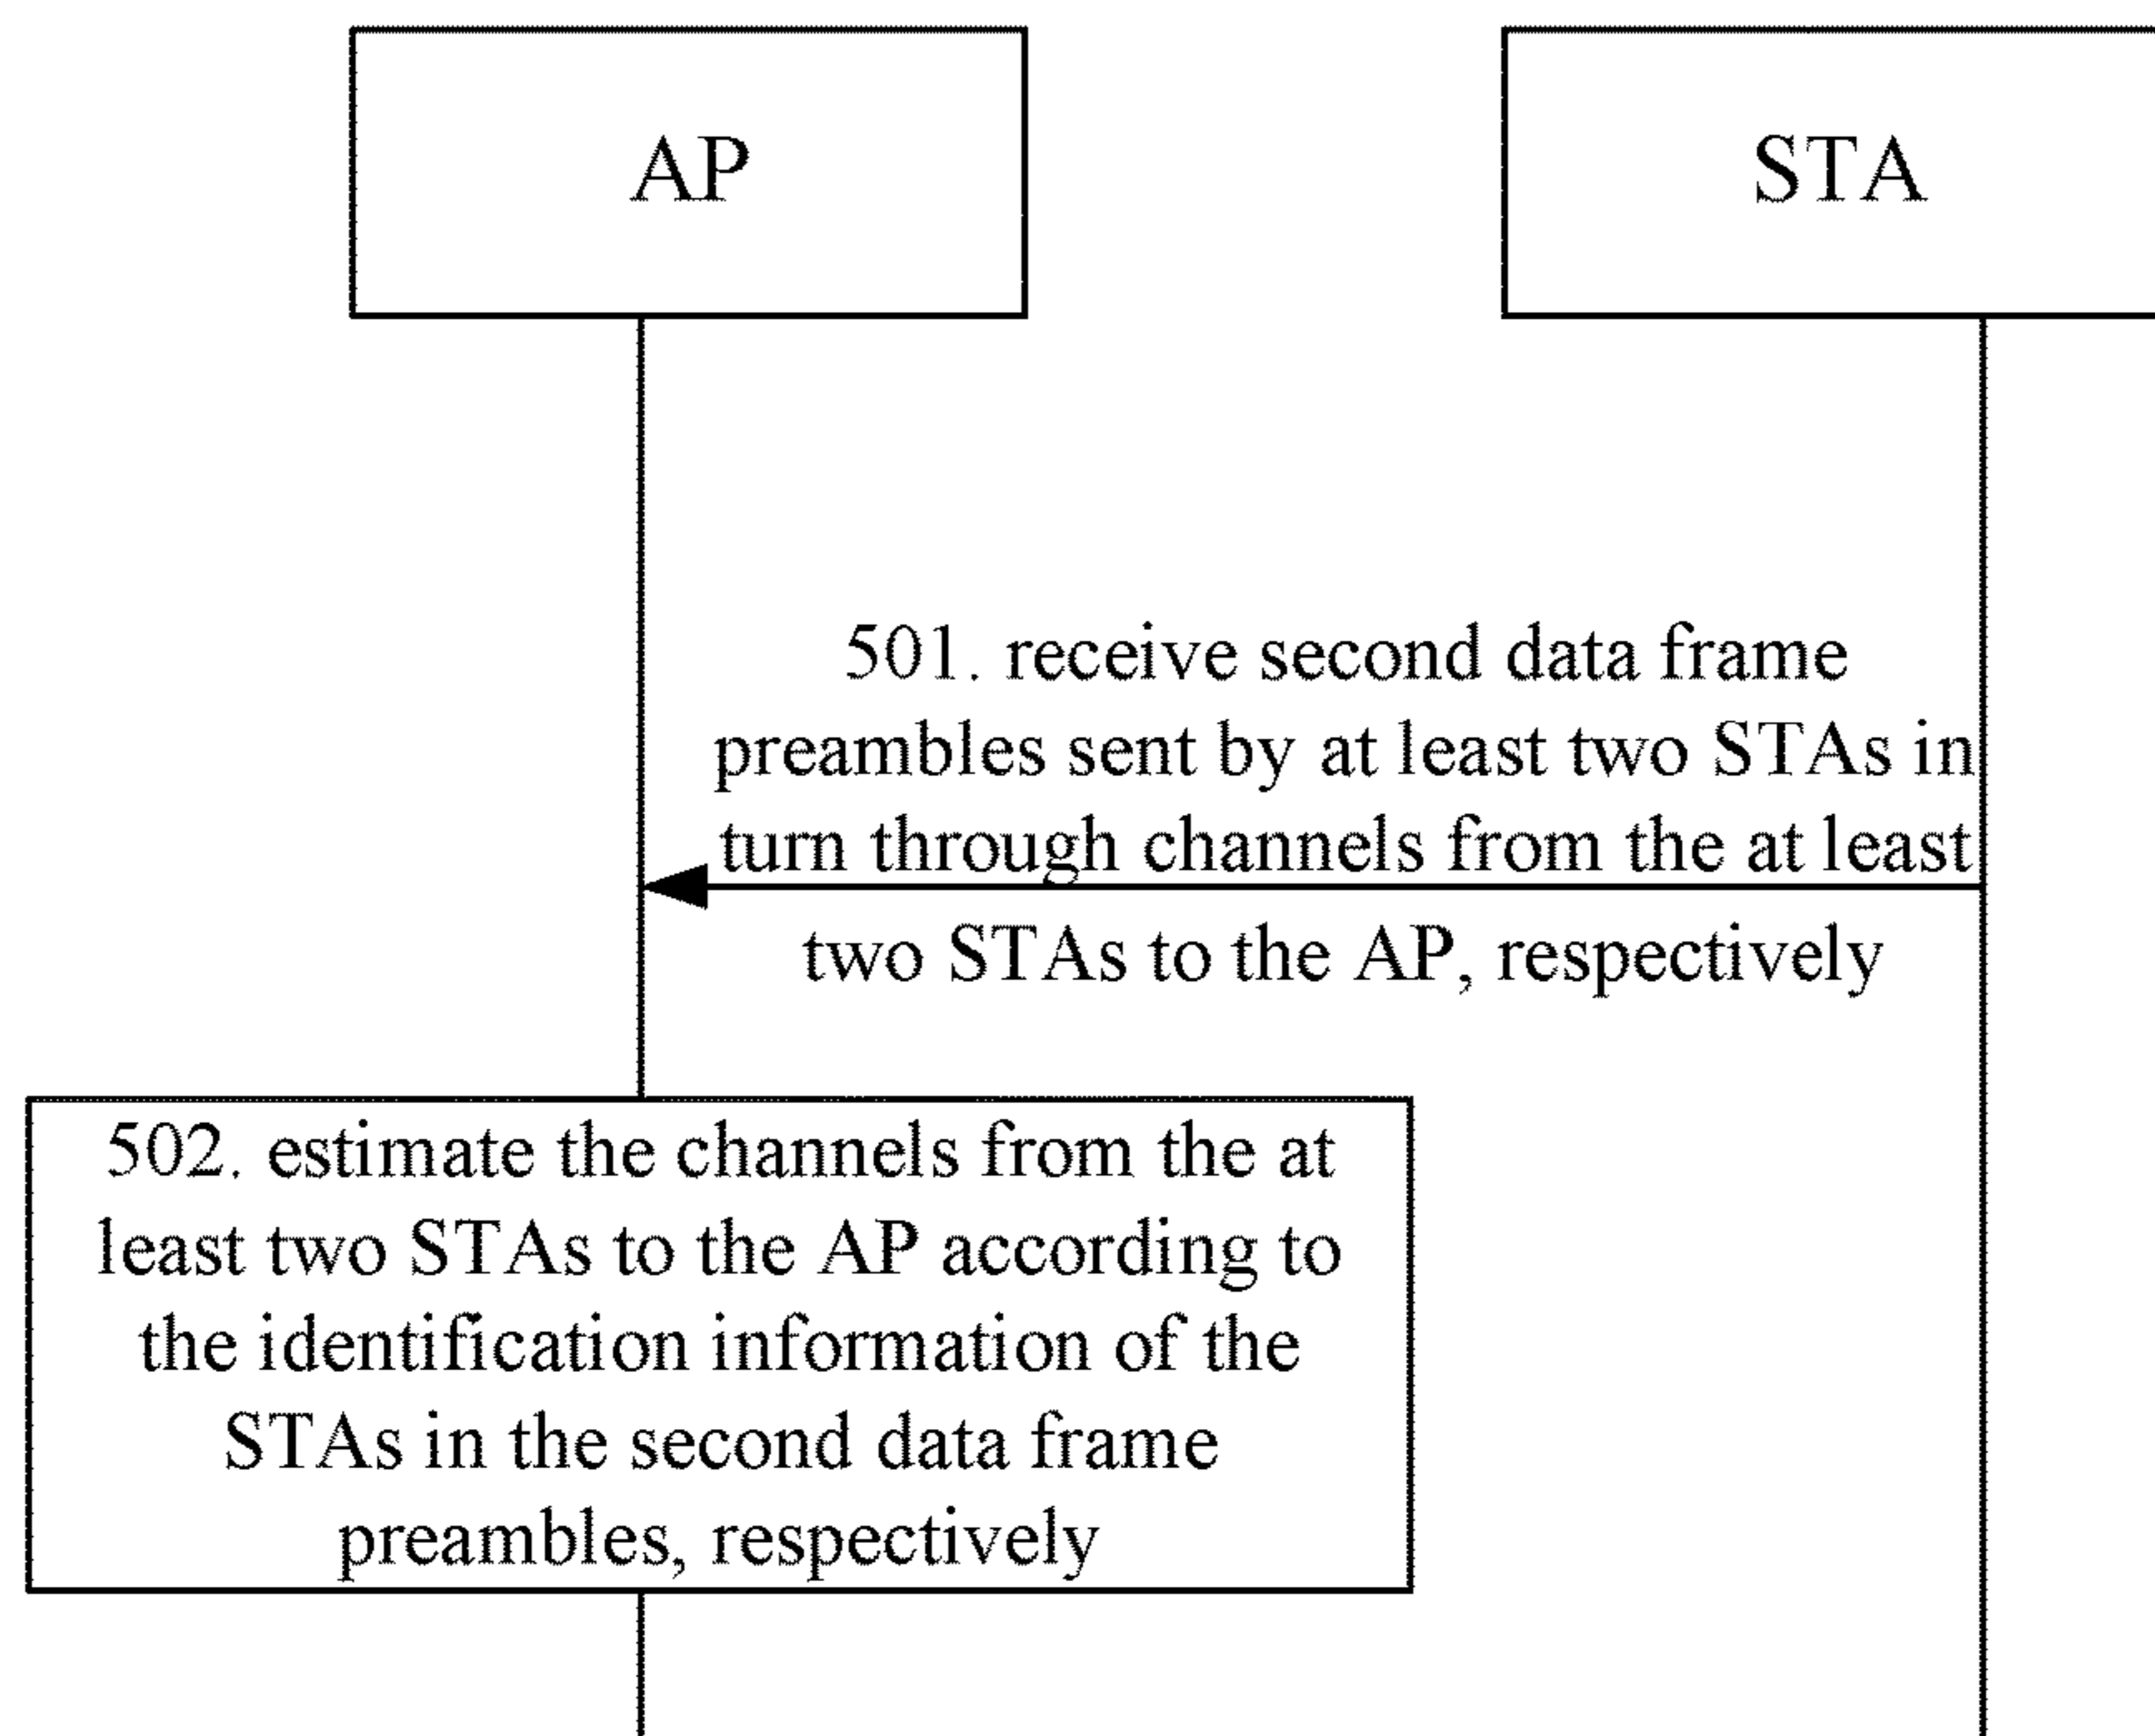 AP
STA
501. receive second data frame
preambles sent by at least two STAs in
turn through channels from the at least
two STAs to the AP, respectively
502. estimate the channels from the at
least two STAs to the AP according to
the identification information of the
STAs in the second data frame
preambles, respectively